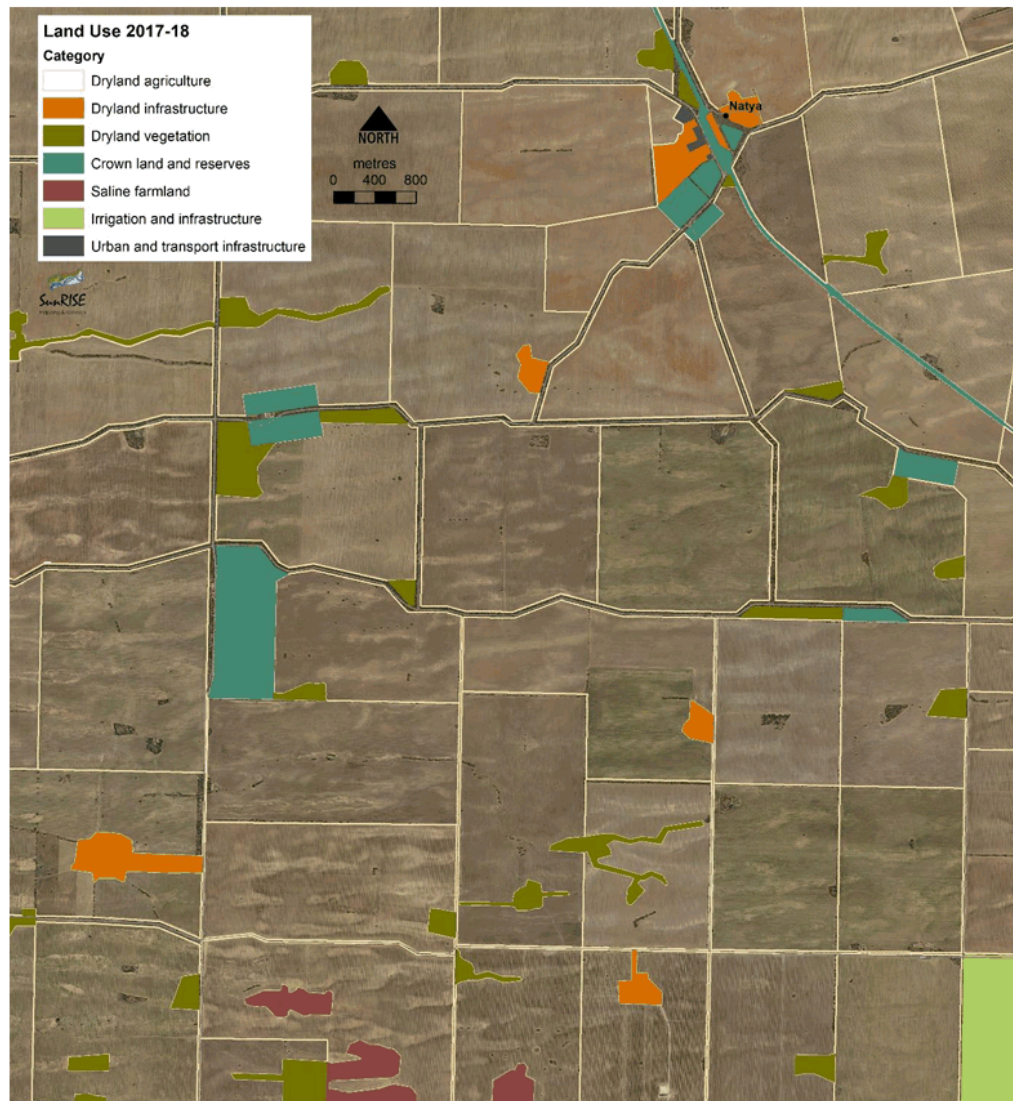 Land Use 2017-18
Category
Dryland agriculture
Dryland infrastructure
Dryland vegetation
Crown land and reserves
Saline farmland
Irrigation and infrastructure
Urban and transport infrastructure
NORTH
metres
0 400 800
Natya
SunRISE